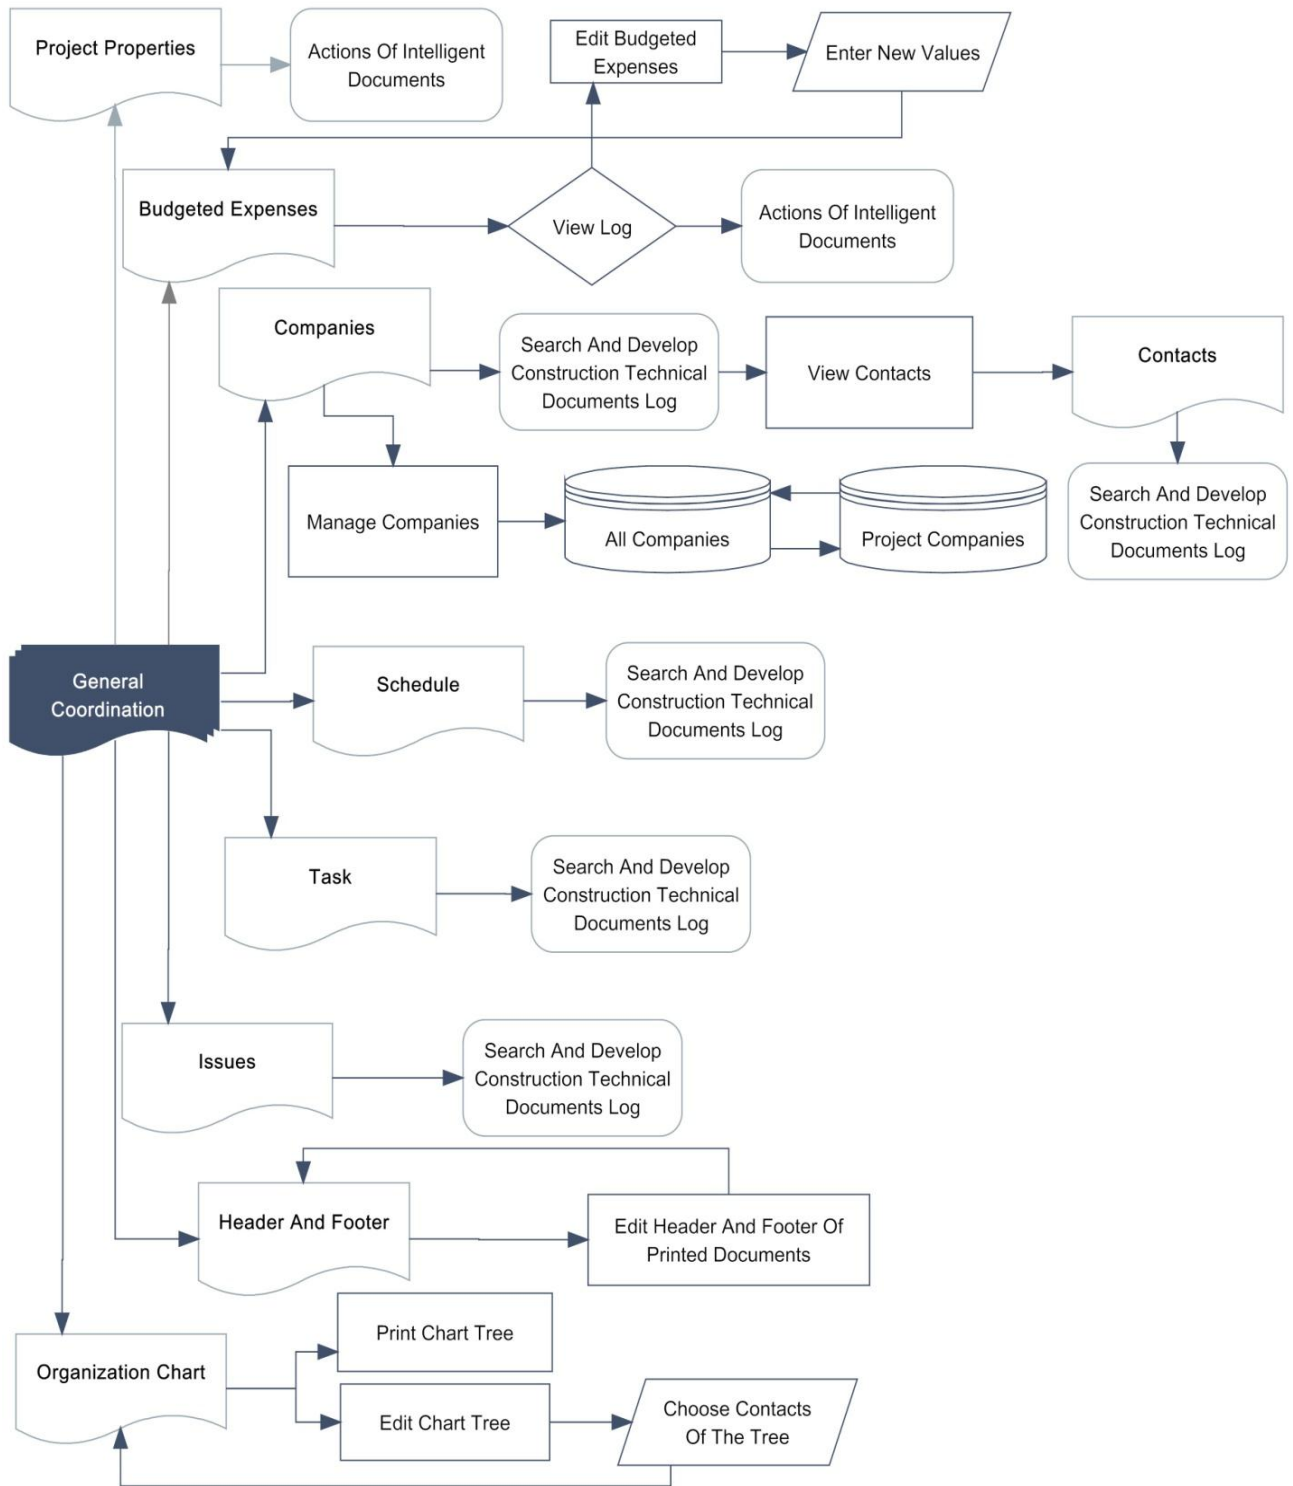 Project Properties
Actions Of Intelligent
Documents
Edit Budgeted
Expenses
Enter New Values
Budgeted Expenses
View Log
Actions Of Intelligent
Documents
Companies
Search And Develop
Construction Technical
Documents Log
View Contacts
Contacts
Manage Companies
All Companies
Project Companies
Search And Develop
Construction Technical
Documents Log
General
Coordination
Schedule
Search And Develop
Construction Technical
Documents Log
Task
Search And Develop
Construction Technical
Documents Log
Issues
Search And Develop
Construction Technical
Documents Log
Header And Footer
Edit Header And Footer Of
Printed Documents
Print Chart Tree
Organization Chart
Edit Chart Tree
Choose Contacts
Of The Tree